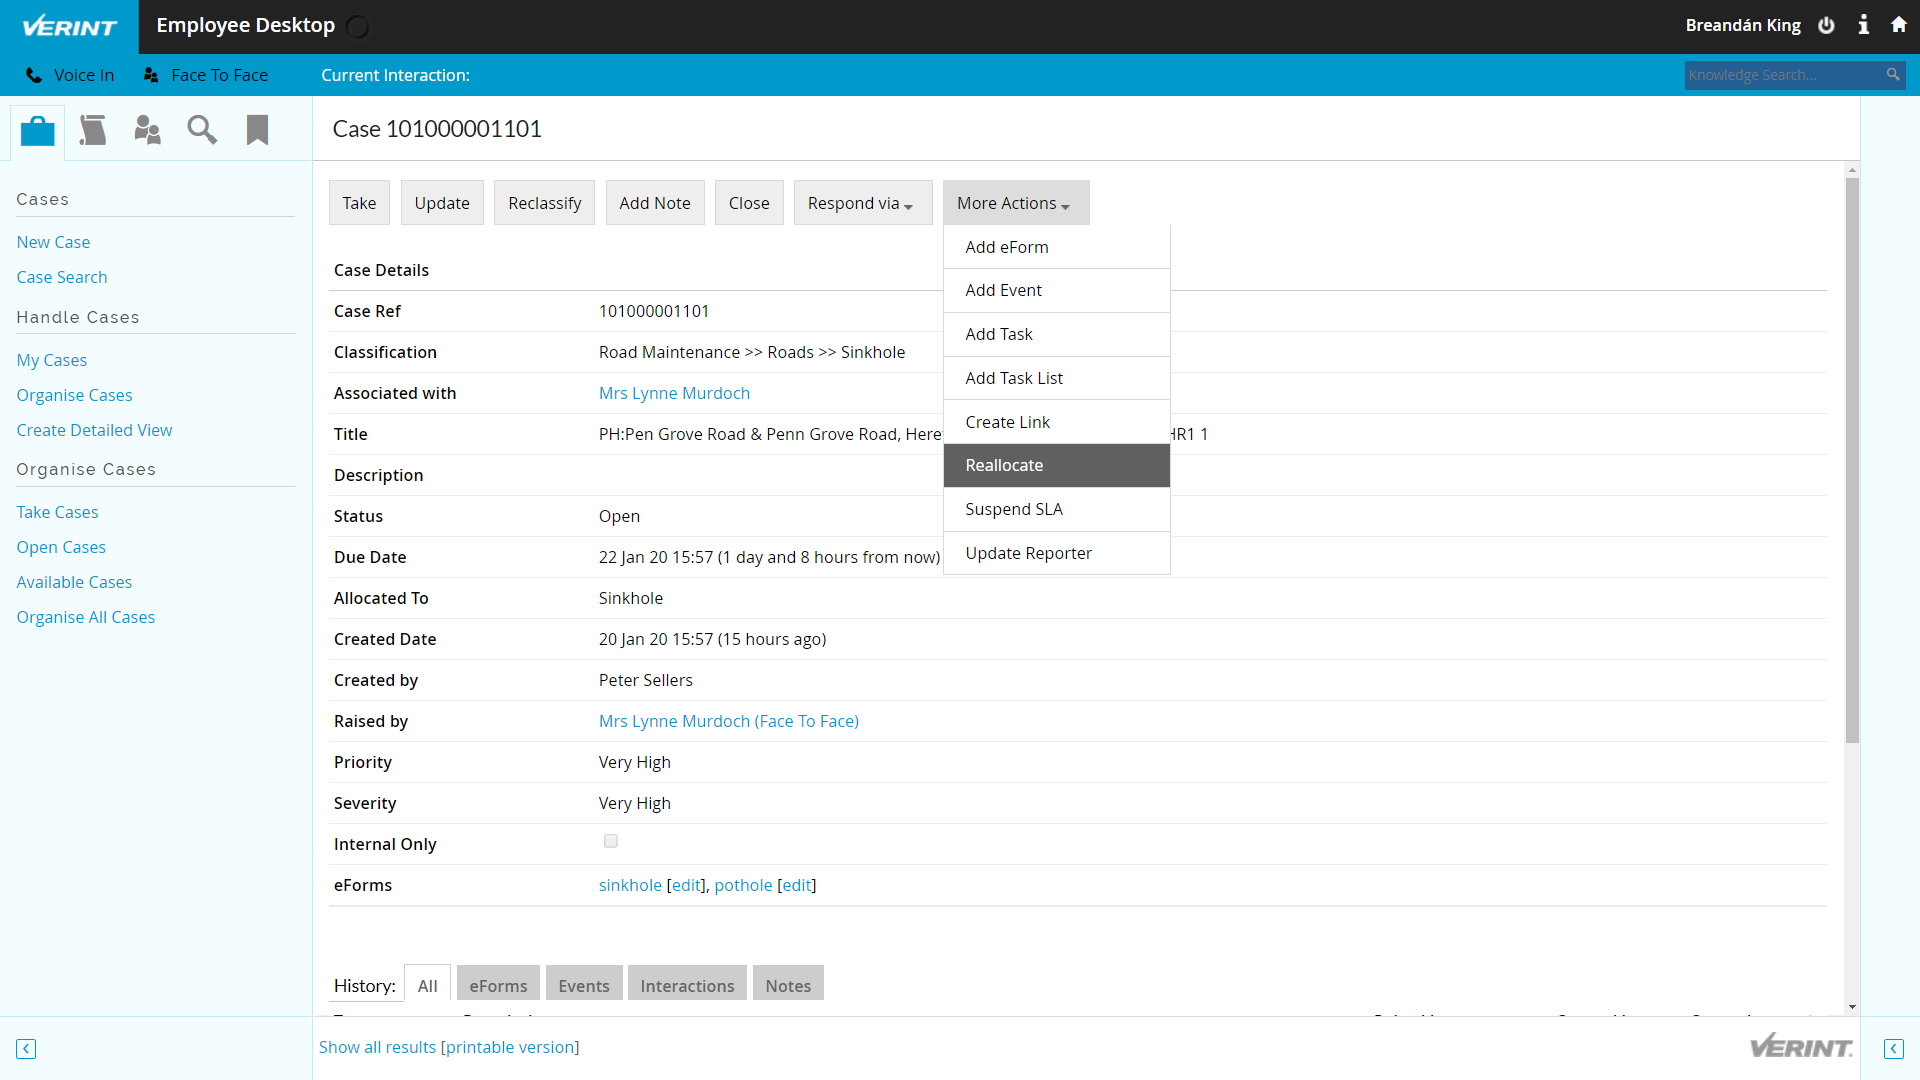 VERINT Employee Desktop Breandán King
Voice In Face To Face Current Interaction: Knowledge Search...
Case 101000001101
Cases
New Case
Case Search
Handle Cases
My Cases
Organise Cases
Create Detailed View
Organise Cases
Take Cases
Open Cases
Available Cases
Organise All Cases
Take Update Reclassify Add Note Close Respond via More Actions
Add eForm
Add Event
Add Task
Add Task List
Create Link
Reallocate
Suspend SLA
Update Reporter
Case Details
Case Ref 101000001101
Classification Road Maintenance >> Roads >> Sinkhole
Associated with Mrs Lynne Murdoch
Title PH:Pen Grove Road & Penn Grove Road, Here HR1 1
Description
Status Open
Due Date 22 Jan 20 15:57 (1 day and 8 hours from now)
Allocated To Sinkhole
Created Date 20 Jan 20 15:57 (15 hours ago)
Created by Peter Sellers
Raised by Mrs Lynne Murdoch (Face To Face)
Priority Very High
Severity Very High
Internal Only
eForms sinkhole [edit], pothole [edit]
History: All eForms Events Interactions Notes
Show all results [printable version] VERINT.